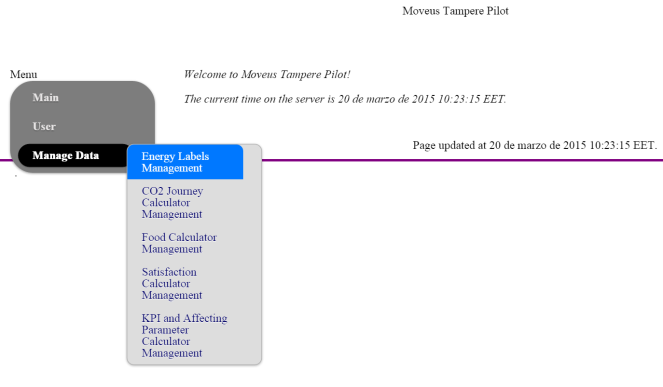 Moveus Tampere Pilot
Menu
Welcome to Moveus Tampere Pilot!
Main
The current time on the server is 20 de marzo de 2015 10:23:15 EET.
User
Page updated at 20 de marzo de 2015 10:23:15 EET.
Manage Data
Energy Labels
Management
CO2 Journey
Calculator
Management
Food Calculator
Management
Satisfaction
Calculator
Management
KPI and Affecting
Parameter
Calculator
Management